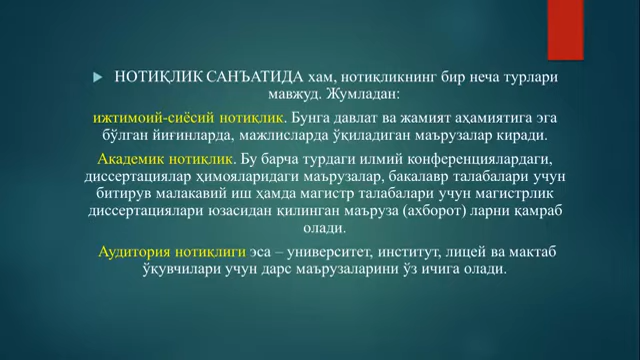 НОТИҚЛИК САНЪАТИДА хам, нотиқликнинг бир неча турлари
мавжуд. Жумладан:
ижтимоий-сиёсий нотиқлик. Бунга давлат ва жамият аҳамиятига эга
бўлган йиғинларда, мажлисларда ўқиладиган маърузалар киради.
Академик нотиқлик. Бу барча турдаги илмий конференциялардаги,
диссертациялар ҳимояларидаги маърузалар, бакалавр талабалари учун
битирув малакавий иш ҳамда магистр талабалари учун магистрлик
диссертациялари юзасидан қилинган маъруза (ахборот) ларни қамраб
олади.
Аудитория нотиқлиги эса – университет, институт, лицей ва мактаб
ўқувчилари учун дарс маърузаларини ўз ичига олади.